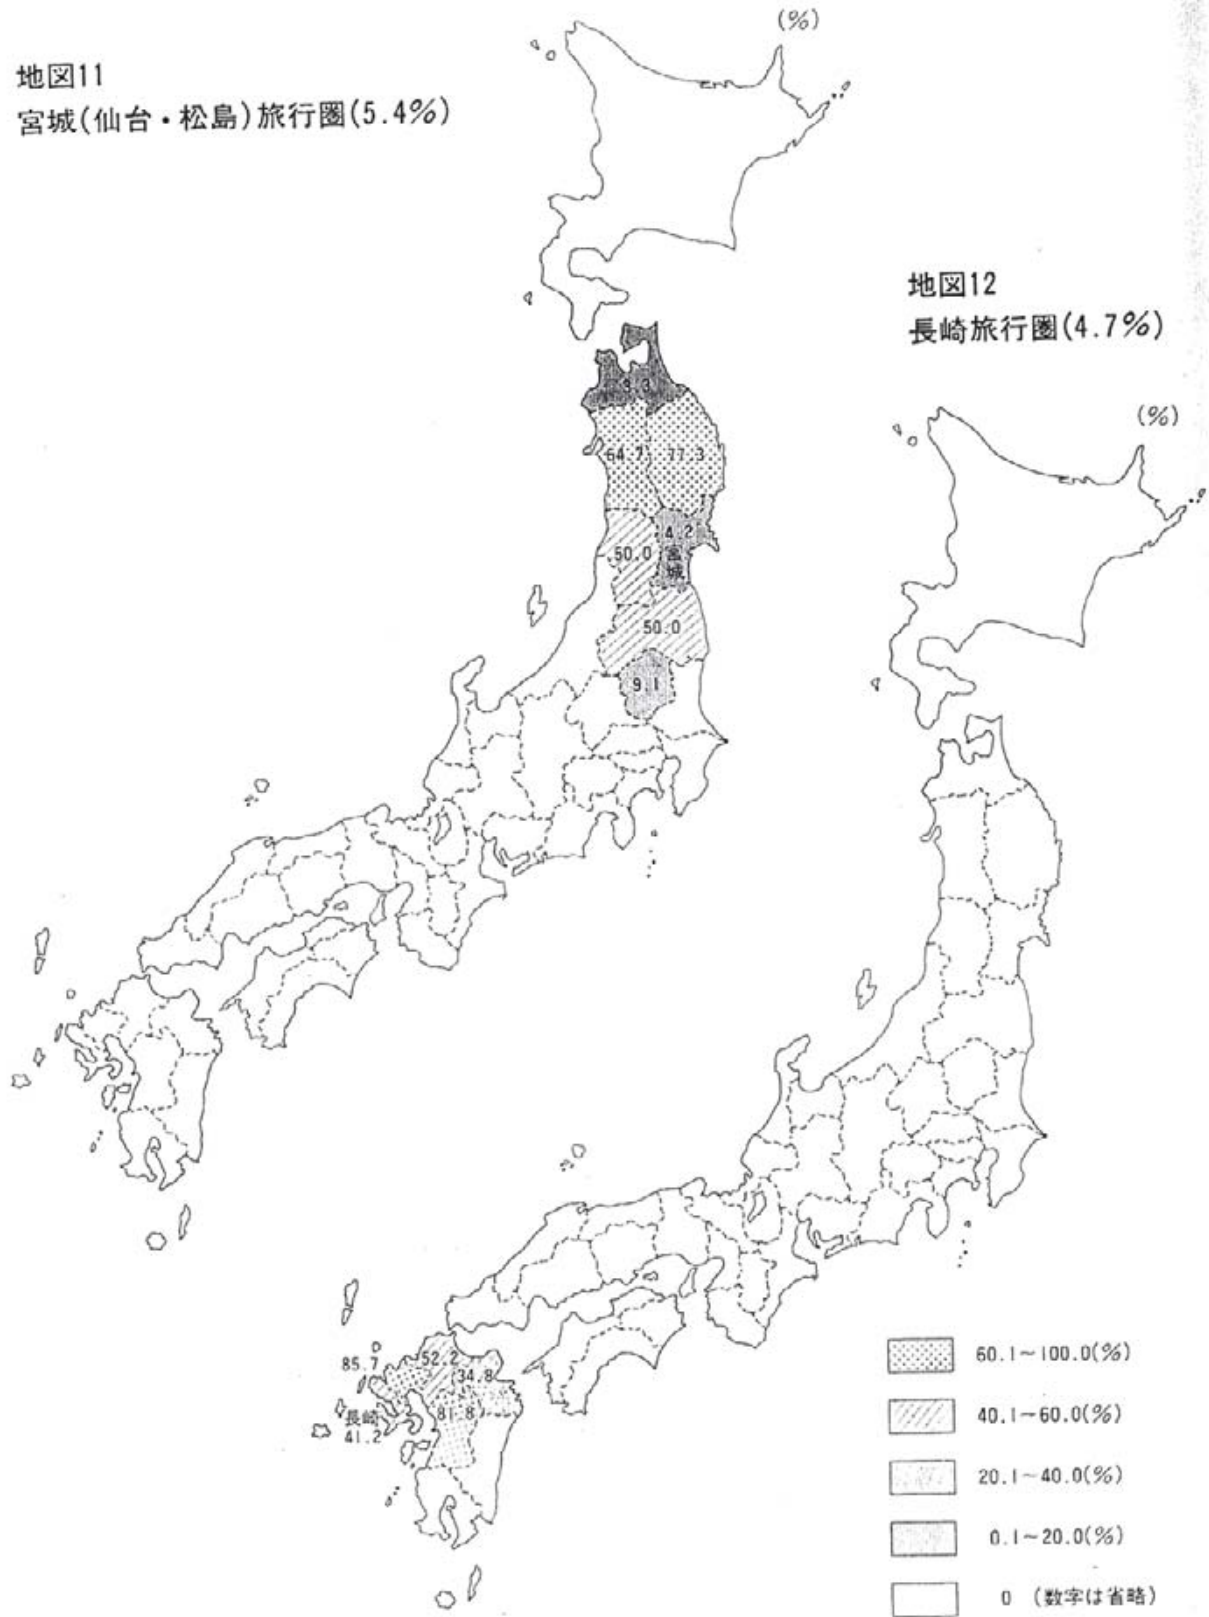 地図11
宮城(仙台・松島)旅行圏(5.4%)
(%)
3.3
64.7
77.3
4.2
宮城
50.0
50.0
9.1
地図12
長崎旅行圏(4.7%)
(%)
85.7
52.2
34.8
81.8
長崎
41.2
60.1~100.0(%)
40.1~60.0(%)
20.1~40.0(%)
0.1~20.0(%)
0 (数字は省略)